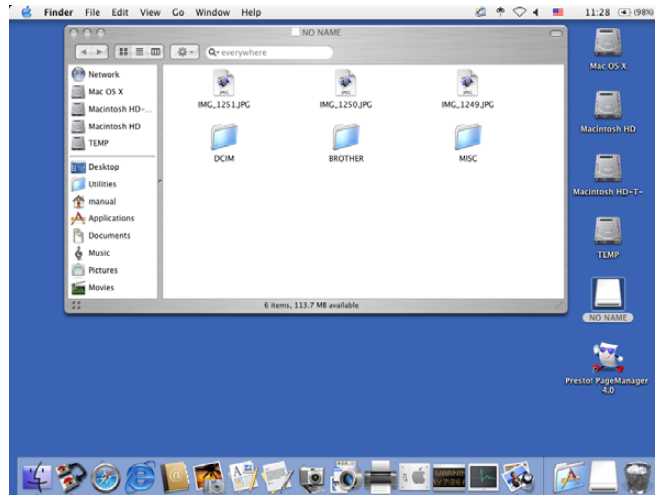 Finder File Edit View Go Window Help 11:28 (98%)
NO NAME
everywhere
Network
Mac OS X
Macintosh HD-...
Macintosh HD
TEMP
Desktop
Utilities
manual
Applications
Documents
Music
Pictures
Movies
JPEG JPEG JPEG
IMG_1251.JPG IMG_1250.JPG IMG_1249.JPG
DCIM BROTHER MISC
6 items, 113.7 MB available
Mac OS X
Macintosh HD
Macintosh HD-T-
TEMP
NO NAME
Presto! PageManager
4.0